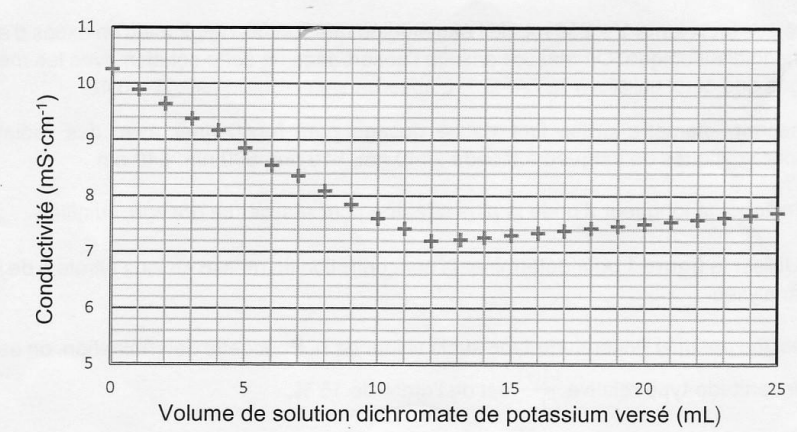 11
10
9
8
7
6
5
Conductivité (mS·cm⁻¹)
0 5 10 15 20 25
Volume de solution dichromate de potassium versé (mL)